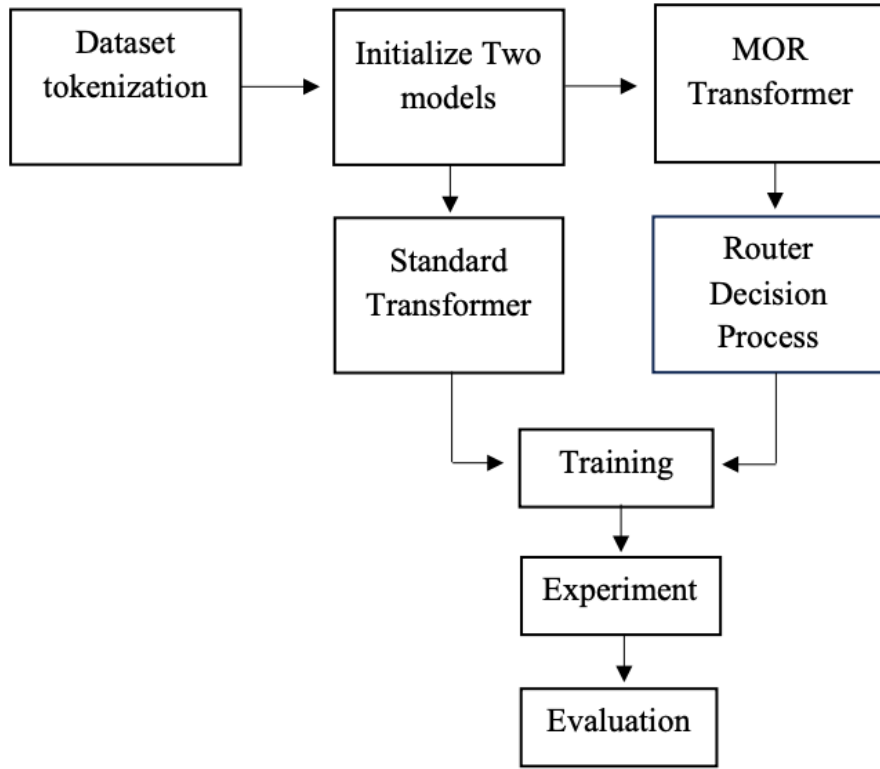 Dataset
tokenization
Initialize Two
models
MOR
Transformer
Standard
Transformer
Router
Decision
Process
Training
Experiment
Evaluation